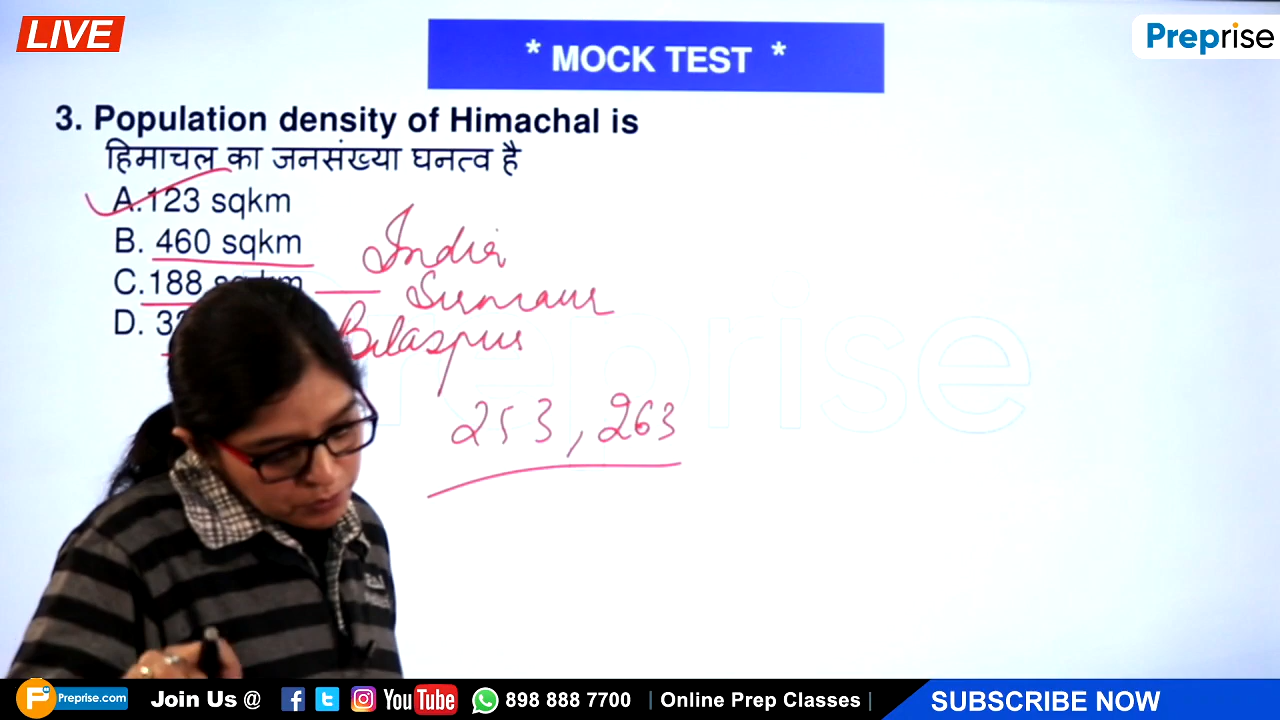 LIVE
* MOCK TEST *
Preprise
3. Population density of Himachal is
हिमाचल का जनसंख्या घनत्व है
A.123 sqkm
B. 460 sqkm
India
C.188
Sirmaur
D.
Bilaspur
Preprise
253, 263
Preprise.com
Join Us @
YouTube
898 888 7700
| Online Prep Classes |
SUBSCRIBE NOW